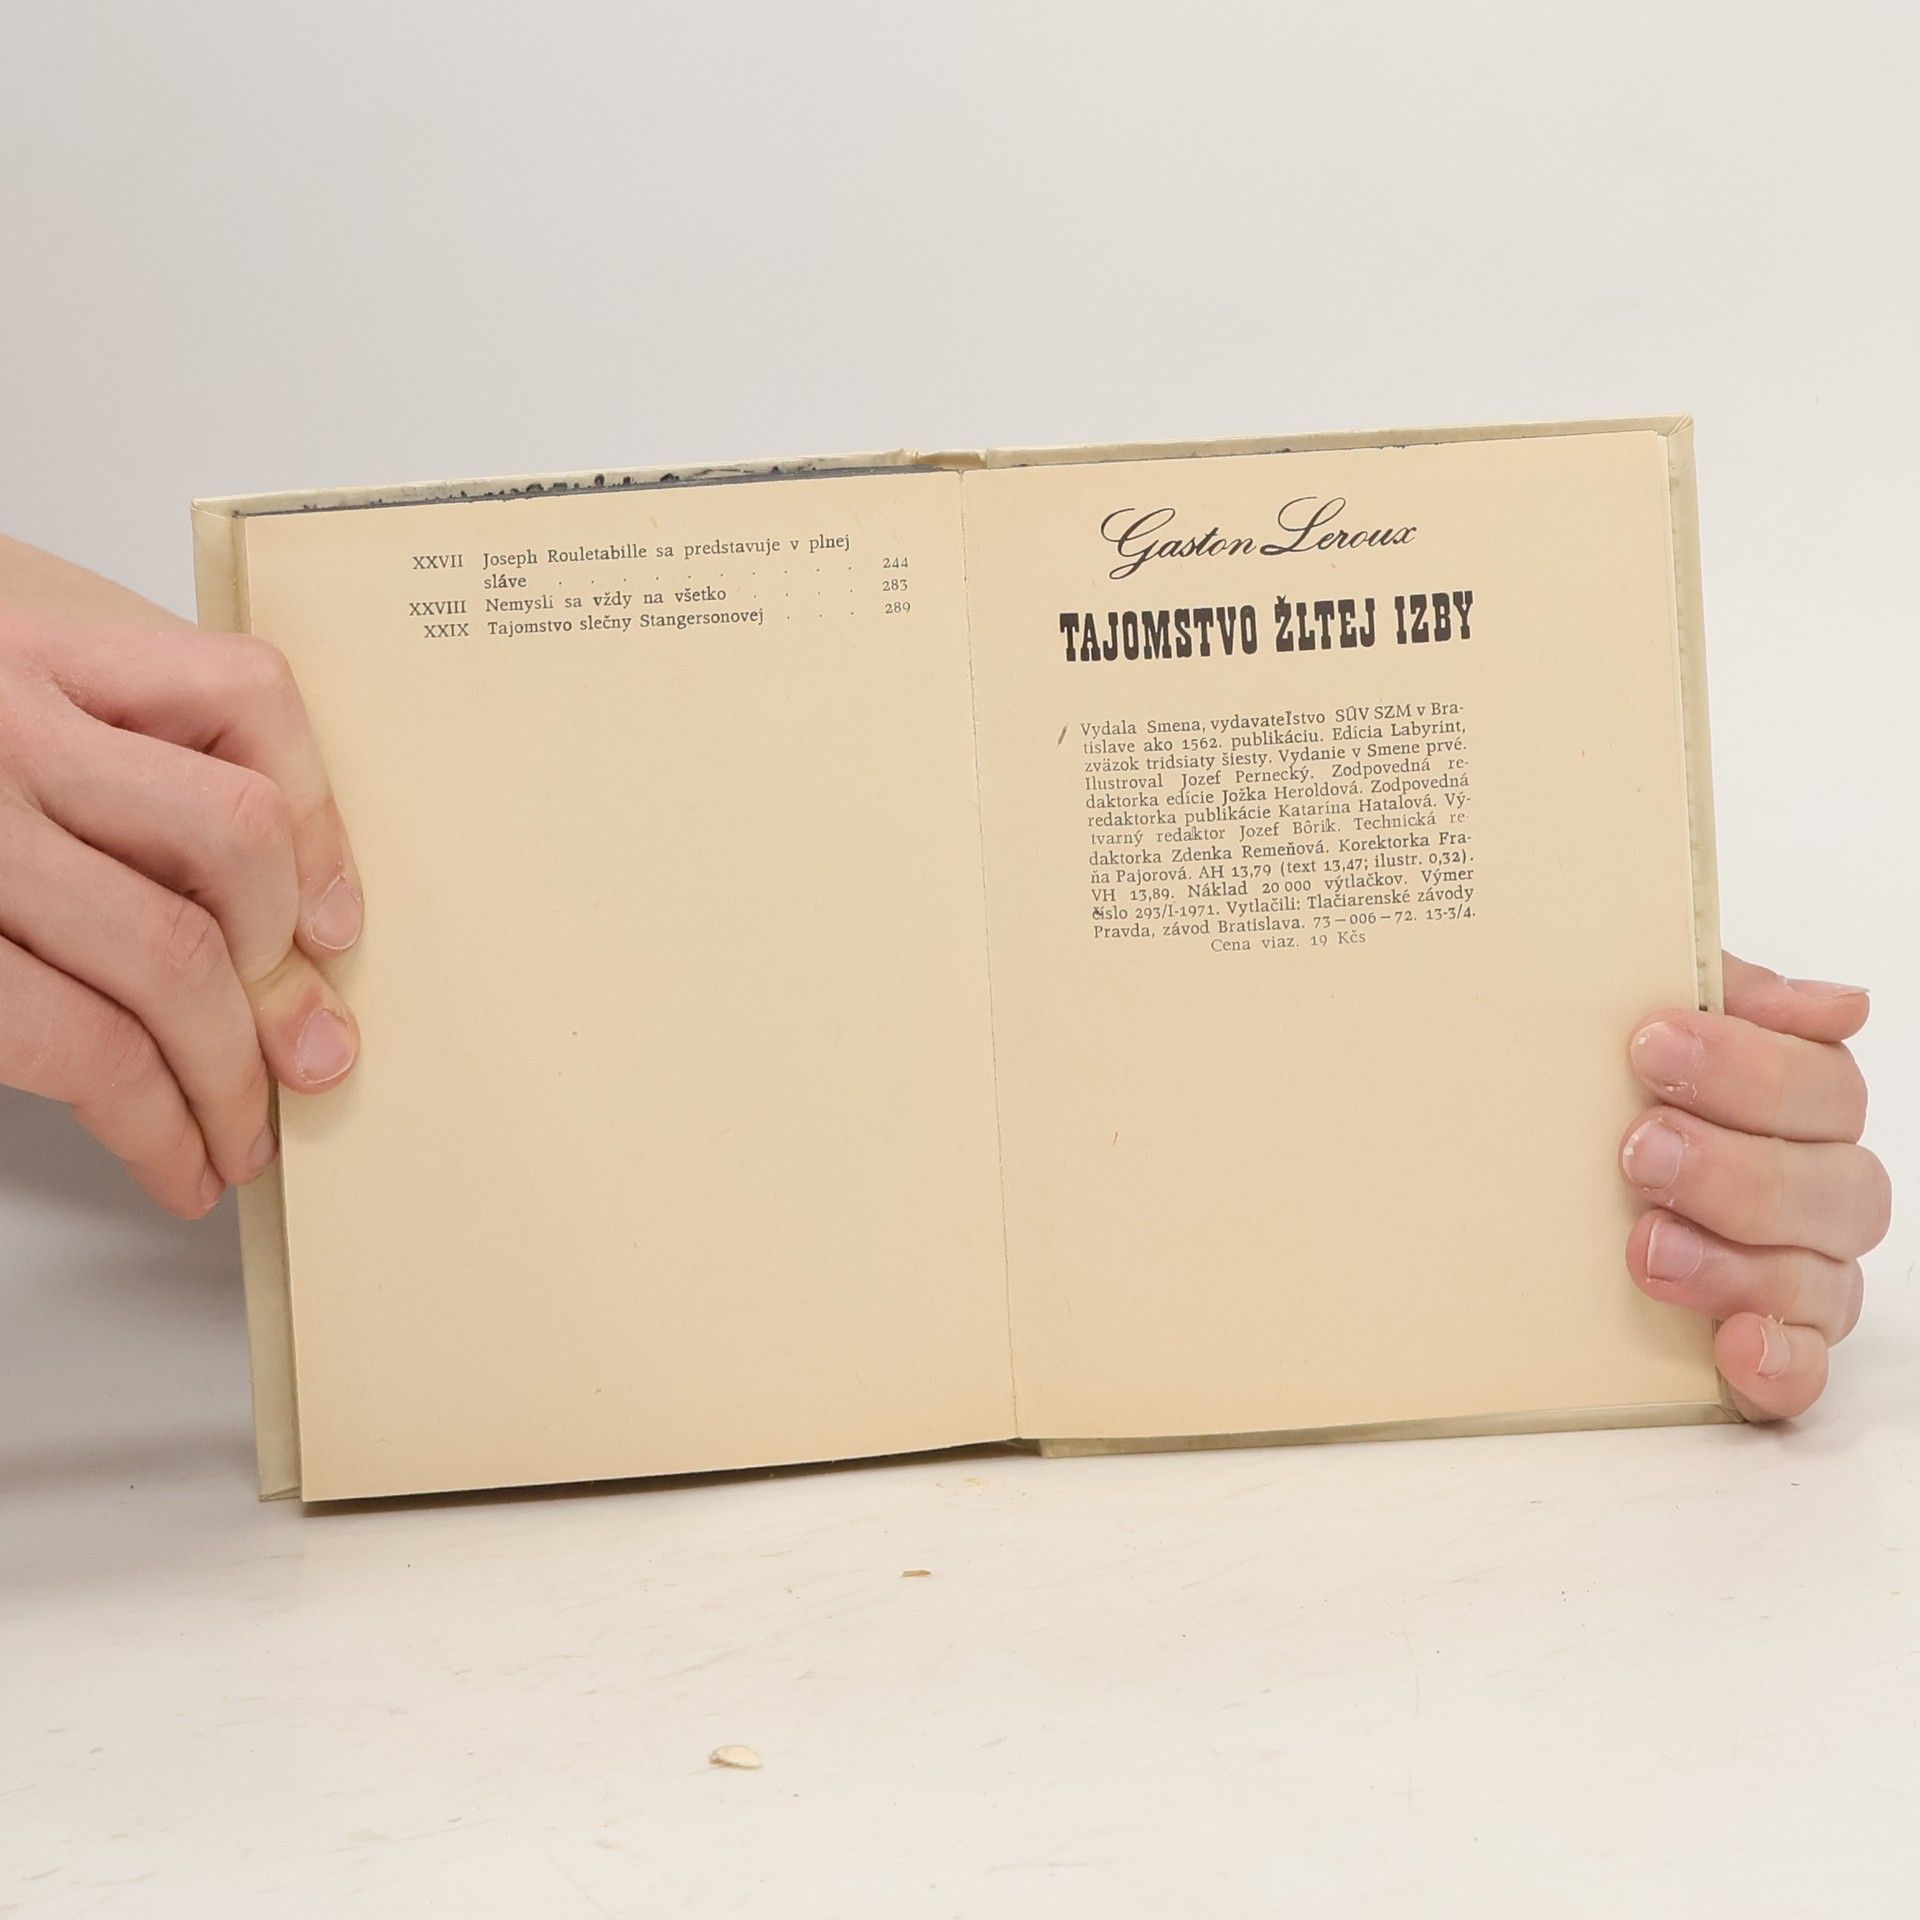 XXVII Joseph Rouletabille sa predstavuje v plnej
sláve . . . . . . . . . . 244
XXVIII Nemyslí sa vždy na všetko . . . . 283
XXIX Tajomstvo slečny Stangersonovej . . . 289
Gaston Leroux
TAJOMSTVO ŽLTEJ IZBY
Vydala Smena, vydavateľstvo SÚV SZM v Bra-
tislave ako 1562. publikáciu. Edícia Labyrint,
zväzok tridsiaty šiesty. Vydanie v Smene prvé.
Ilustroval Jozef Pernecký. Zodpovedná re-
daktorka edície Jožka Heroldová. Zodpovedná
redaktorka publikácie Katarína Hatalová. Vý-
tvarný redaktor Jozef Bôrik. Technická re-
daktorka Zdenka Remeňová. Korektorka Fra-
ňa Pajorová. AH 13,79 (text 13,47; ilustr. 0,32).
VH 13,89. Náklad 20 000 výtlačkov. Výmer
číslo 293/I-1971. Vytlačili: Tlačiarenské závody
Pravda, závod Bratislava. 73 — 006 — 72. 13-3/4.
Cena viaz. 19 Kčs